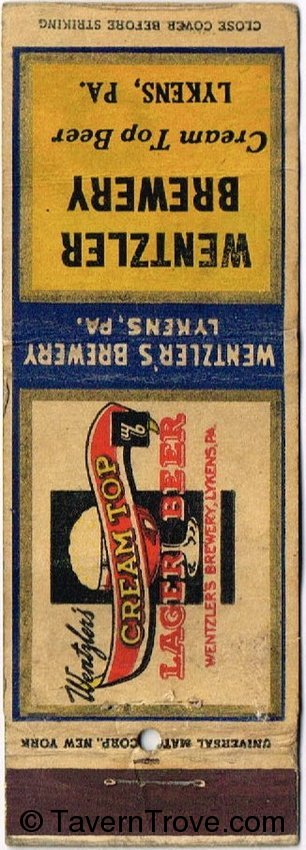 CLOSE COVER BEFORE STRIKING
WENTZLER
BREWERY
Cream Top Beer
LYKENS, PA.
WENTZLER'S BREWERY
LYKENS, PA.
Wentzler's
CREAM TOP
LAGER BEER
WENTZLER'S BREWERY, LYKENS, PA.
UNIVERSAL MATCH CORP., NEW YORK
© TavernTrove.com